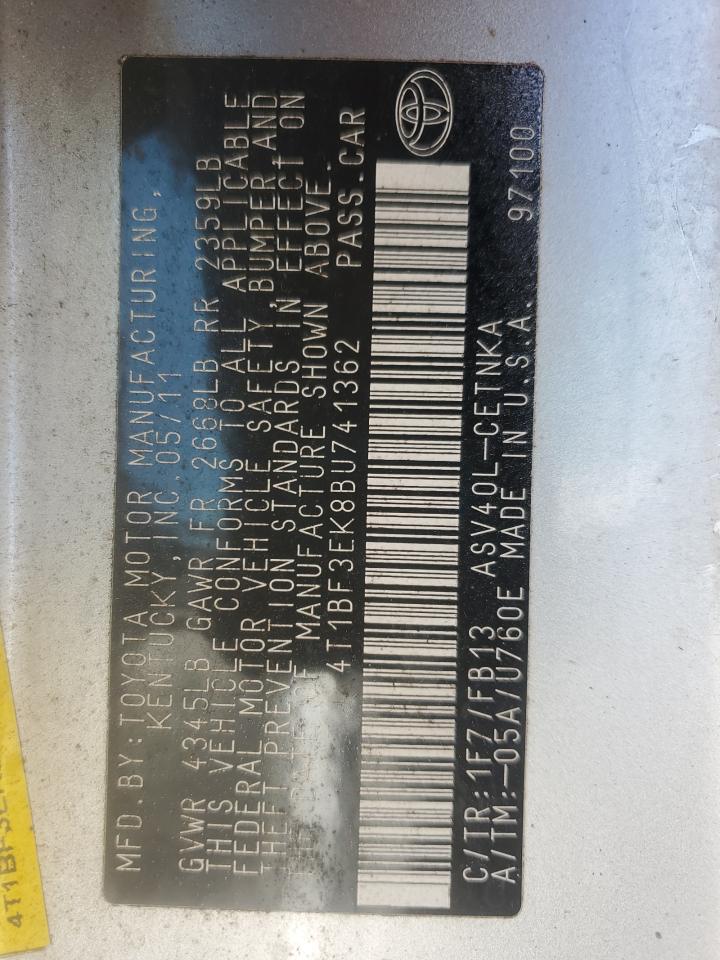 MFD.BY:TOYOTA MOTOR MANUFACTURING,
KENTUCKY,INC.05/11
GVWR 4345LB GAWR FR 2668LB RR 2359LB
THIS VEHICLE CONFORMS TO ALL APPLICABLE
FEDERAL MOTOR VEHICLE SAFETY,BUMPER,AND
THEFT PREVENTION STANDARDS IN EFFECT ON
MANUFACTURE SHOWN ABOVE.
4T1BF3EK8BU741362 PASS.CAR
C/TR:1F7/FB13 ASV40L-CETNKA
A/TM:-05A/U760E MADE IN U.S.A. 97100